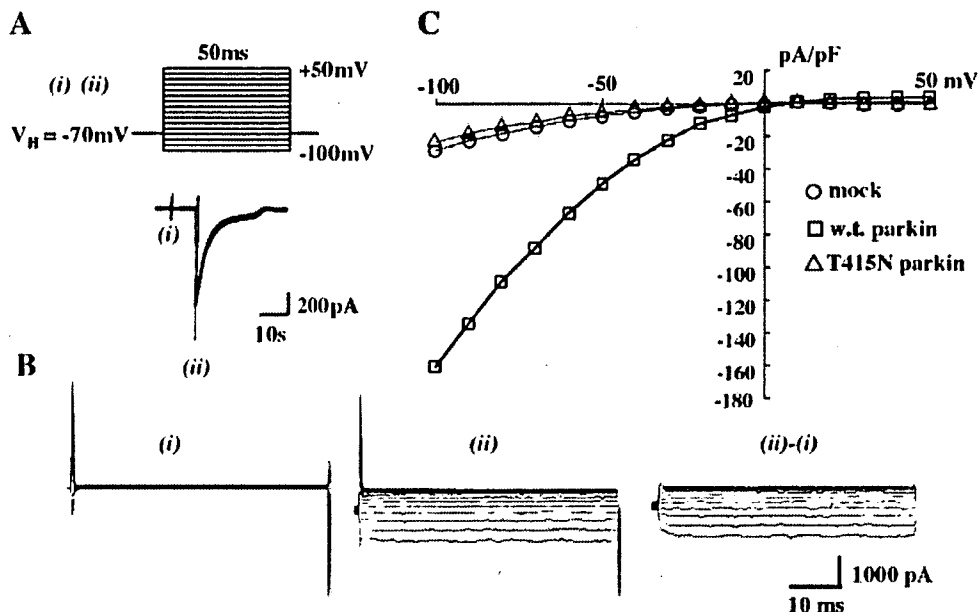 A
50ms
(i) (ii)
+50mV
V_H = -70mV
-100mV
(i)
200pA
10s
(ii)
C
pA/pF
20
-100
-50
50 mV
-20
-40
-60
-80
-100
-120
-140
-160
-180
mock
w.t. parkin
T415N parkin
B
(i)
(ii)
(ii)-(i)
1000 pA
10 ms